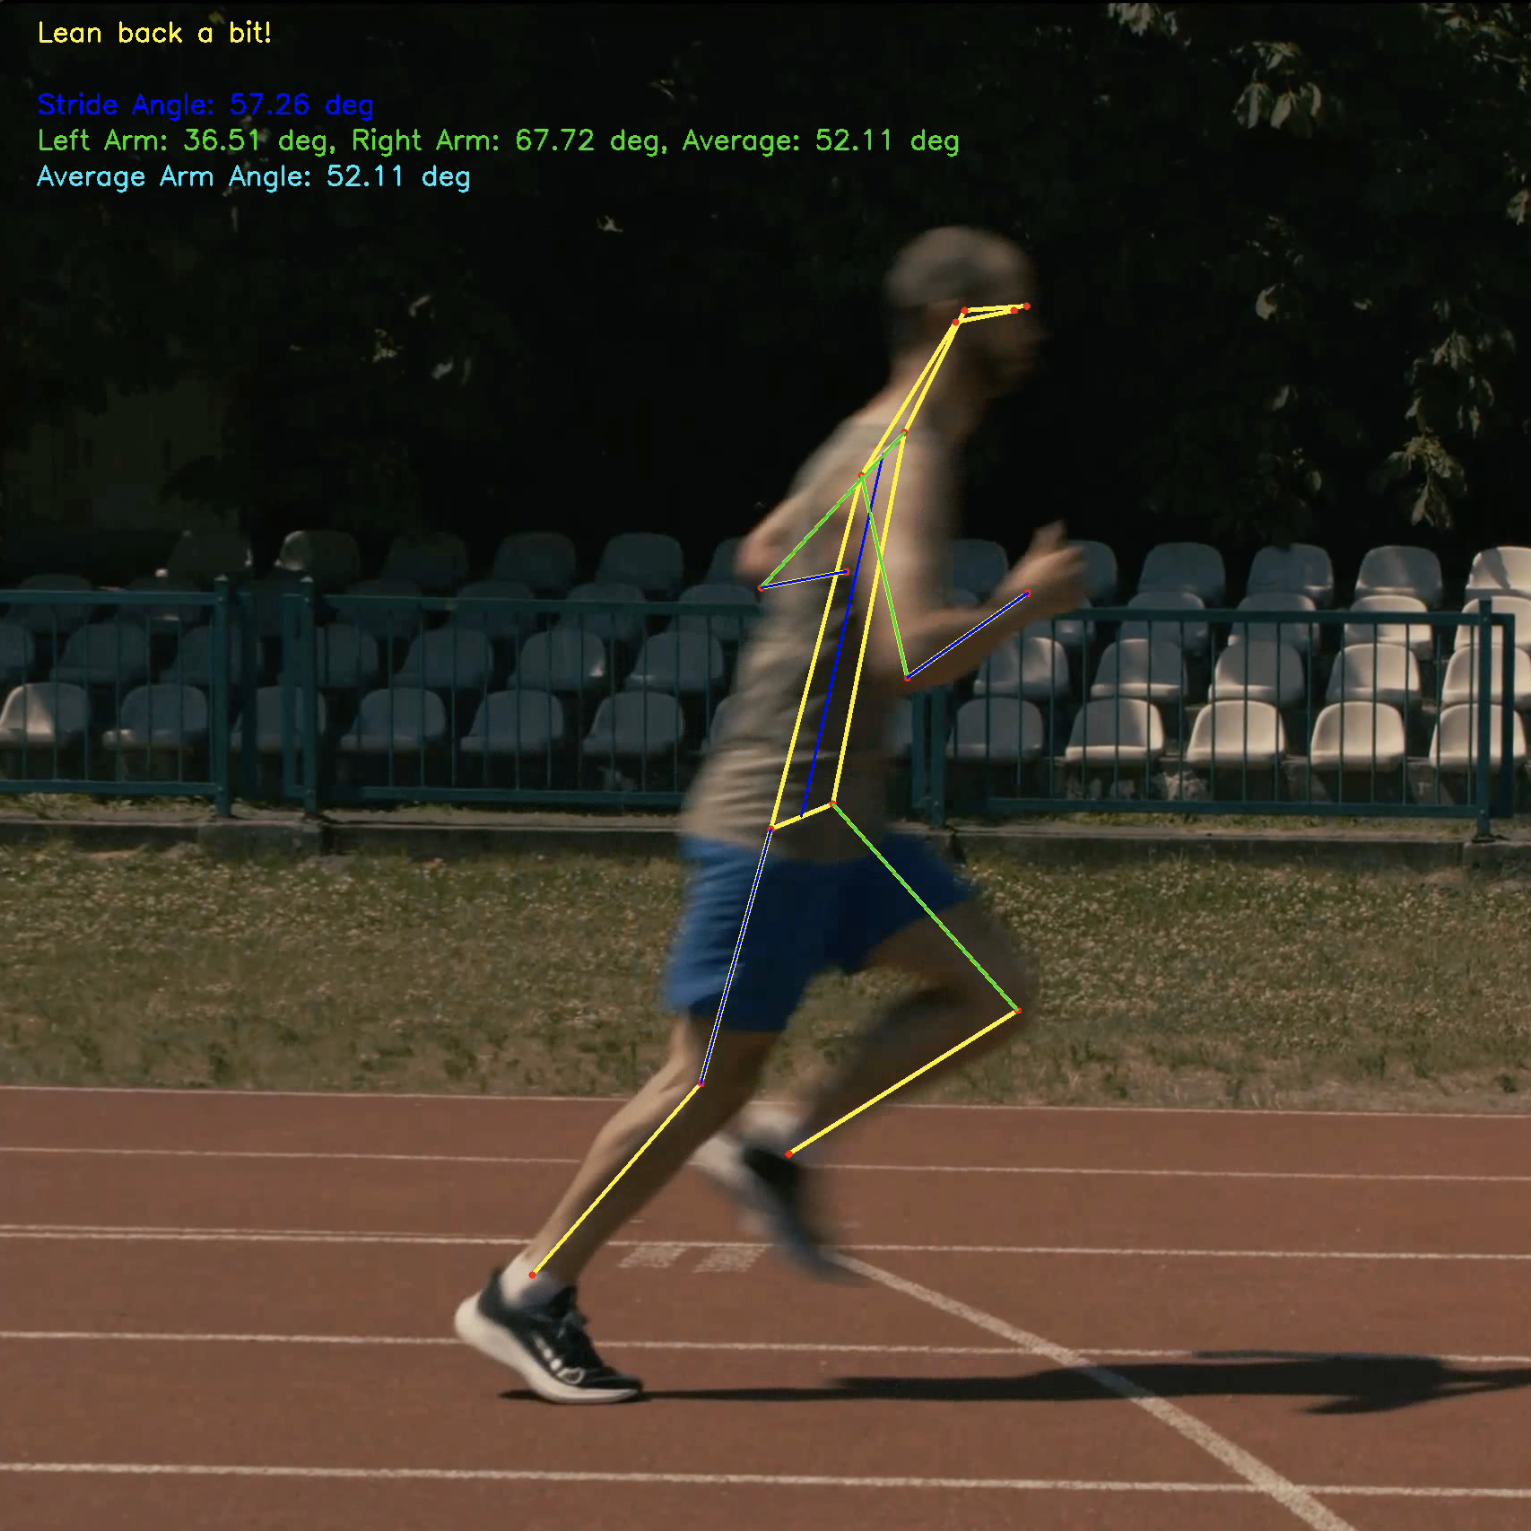 Lean back a bit!
Stride Angle: 57.26 deg
Left Arm: 36.51 deg, Right Arm: 67.72 deg, Average: 52.11 deg
Average Arm Angle: 52.11 deg